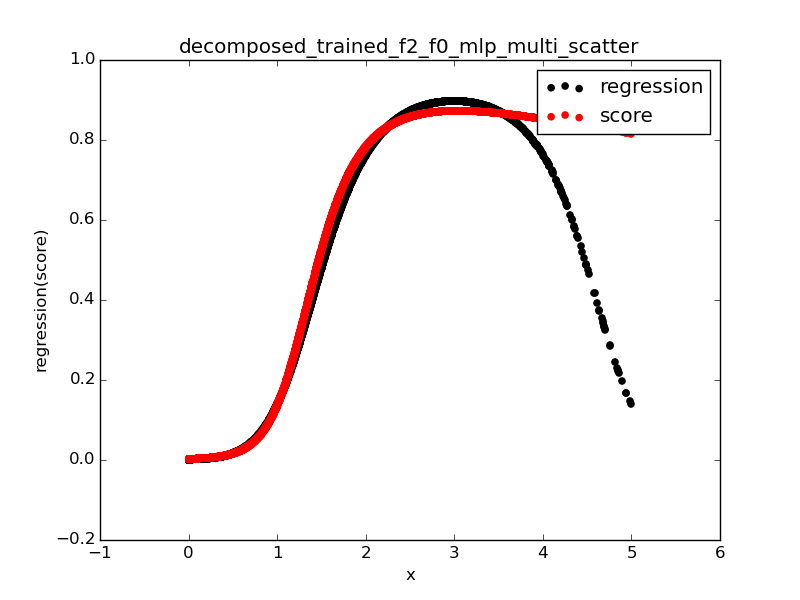 decomposed_trained_f2_f0_mlp_multi_scatter
1.0
0.8
0.6
0.4
0.2
0.0
−0.2
regression(score)
regression
score
−1 0 1 2 3 4 5 6
x